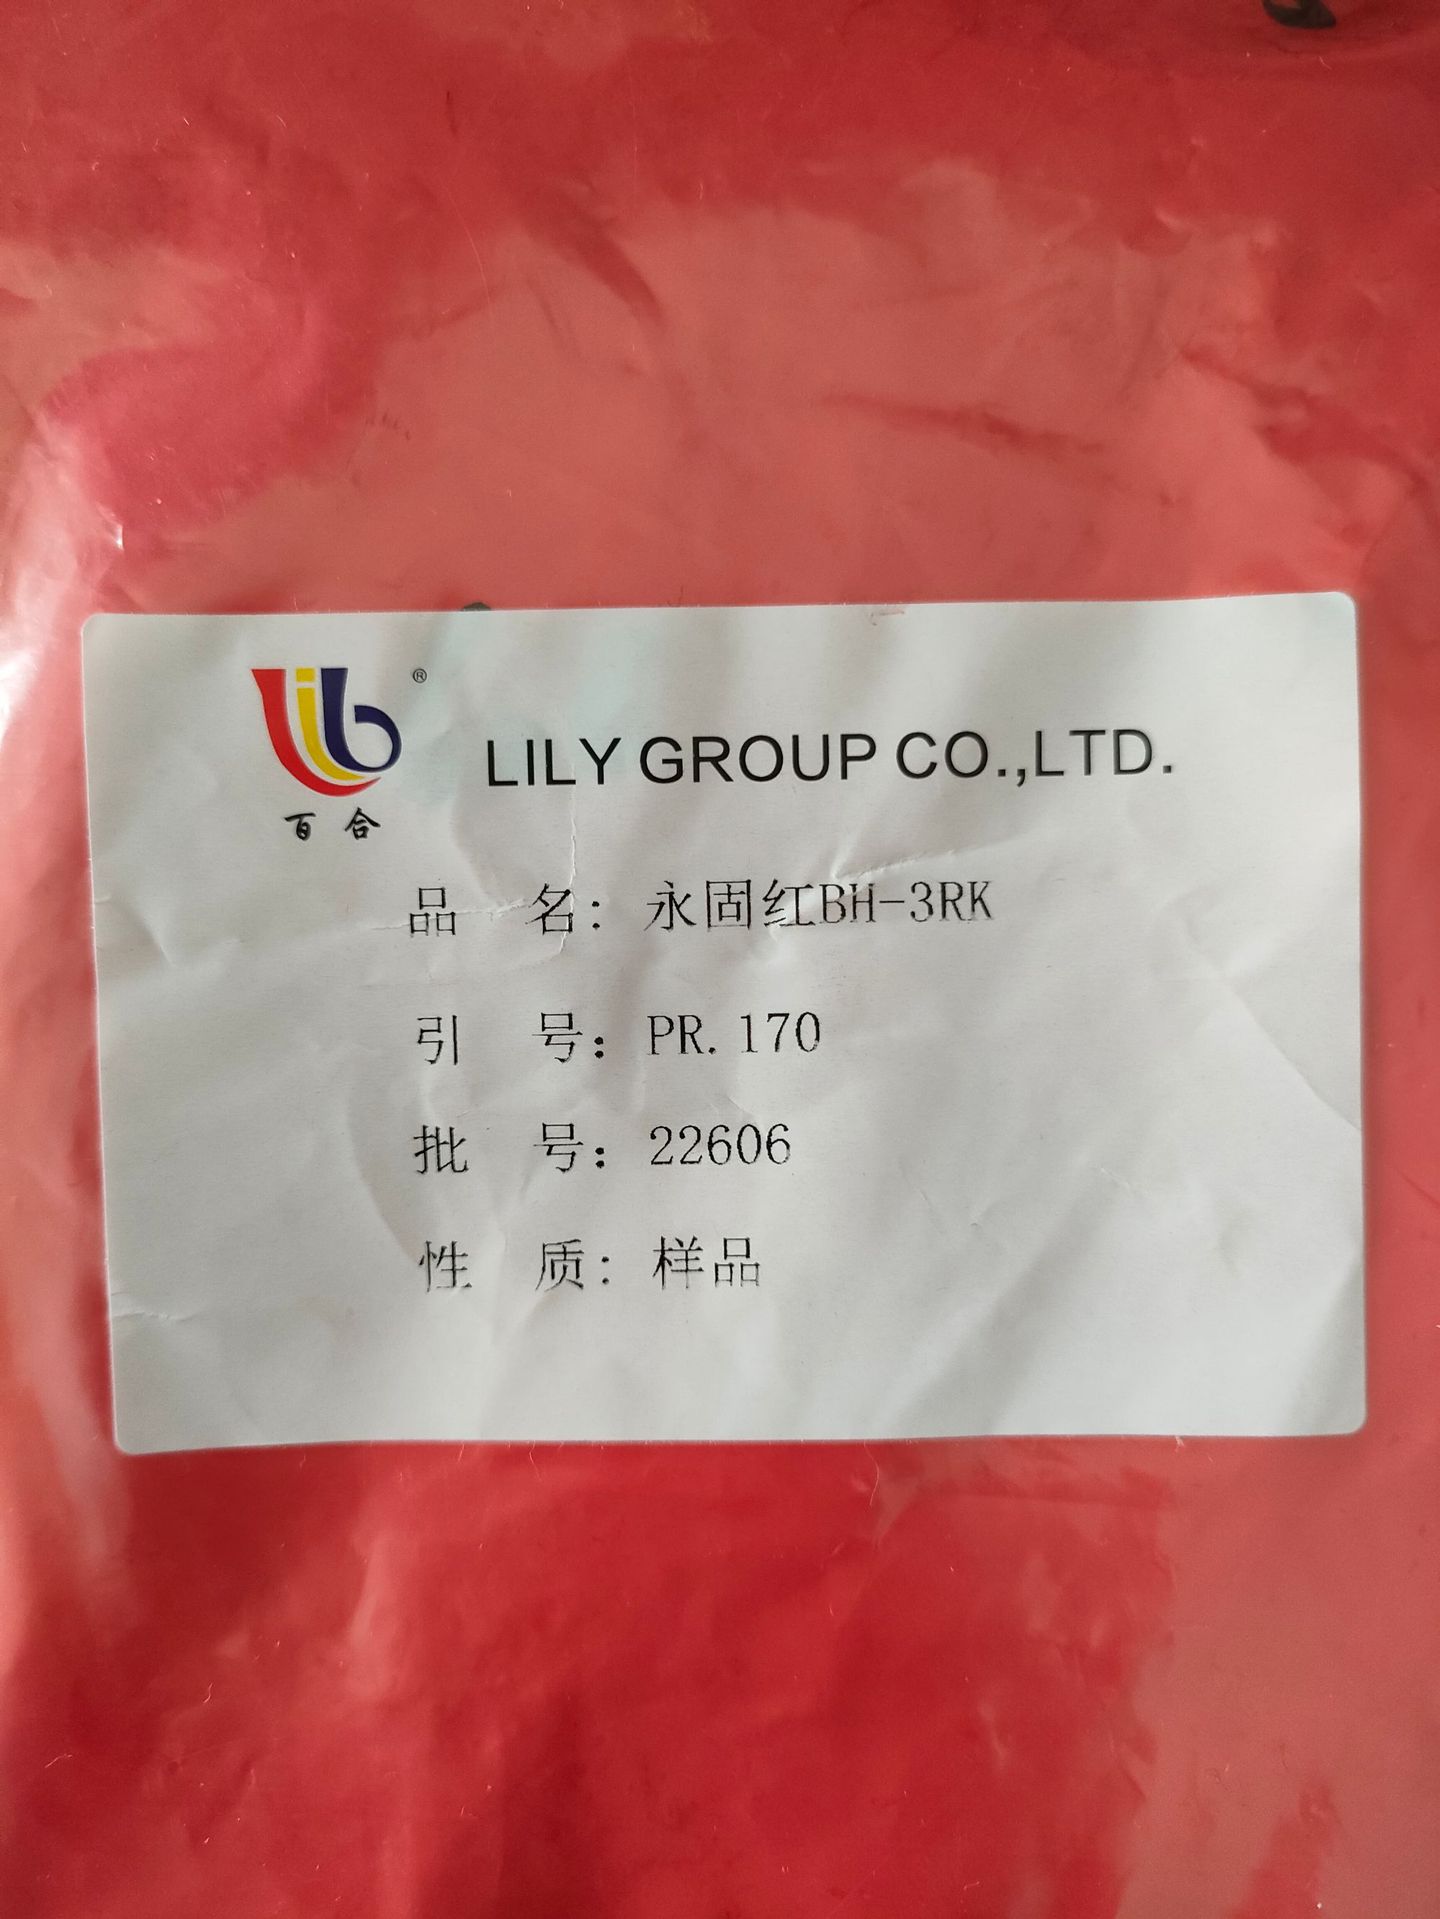 ®
百合
LILY GROUP CO.,LTD.
品 名: 永固红BH-3RK
引 号: PR.170
批 号: 22606
性 质: 样品